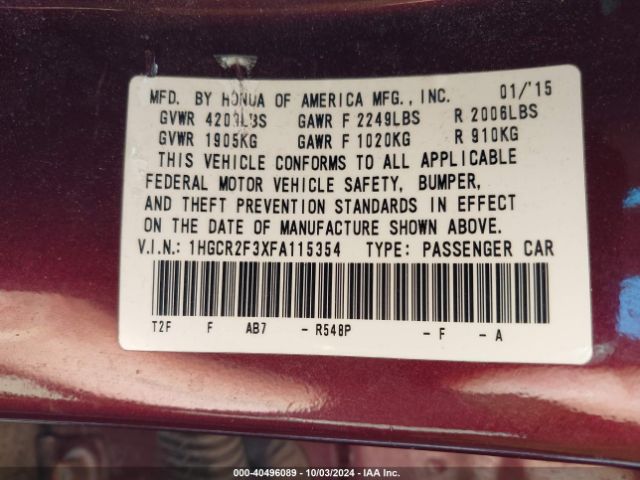 MFD. BY HONDA OF AMERICA MFG., INC. 01/'15
GVWR 4203LBS GAWR F 2249LBS R 2006LBS
GVWR 1905KG GAWR F 1020KG R 910KG
THIS VEHICLE CONFORMS TO ALL APPLICABLE
FEDERAL MOTOR VEHICLE SAFETY, BUMPER,
AND THEFT PREVENTION STANDARDS IN EFFECT
ON THE DATE OF MANUFACTURE SHOWN ABOVE.
V.I.N.: 1HGCR2F3XFA115354 TYPE: PASSENGER CAR
T2F F AB7 - R548P - F - A
000-40496089 - 10/03/2024 - IAA Inc.